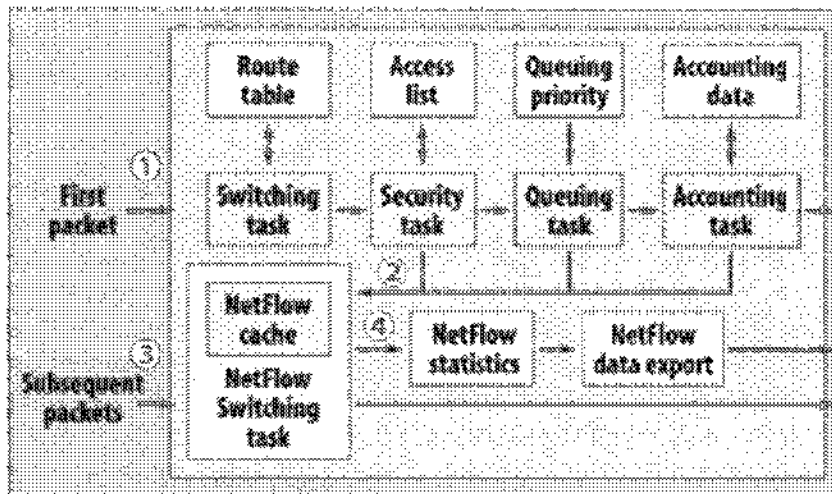 Route
table
Access
list
Queuing
priority
Accounting
data
1
First
packet
Switching
task
Security
task
Queuing
task
Accounting
task
2
NetFlow
cache
4
NetFlow
statistics
NetFlow
data export
3
Subsequent
packets
NetFlow
Switching
task